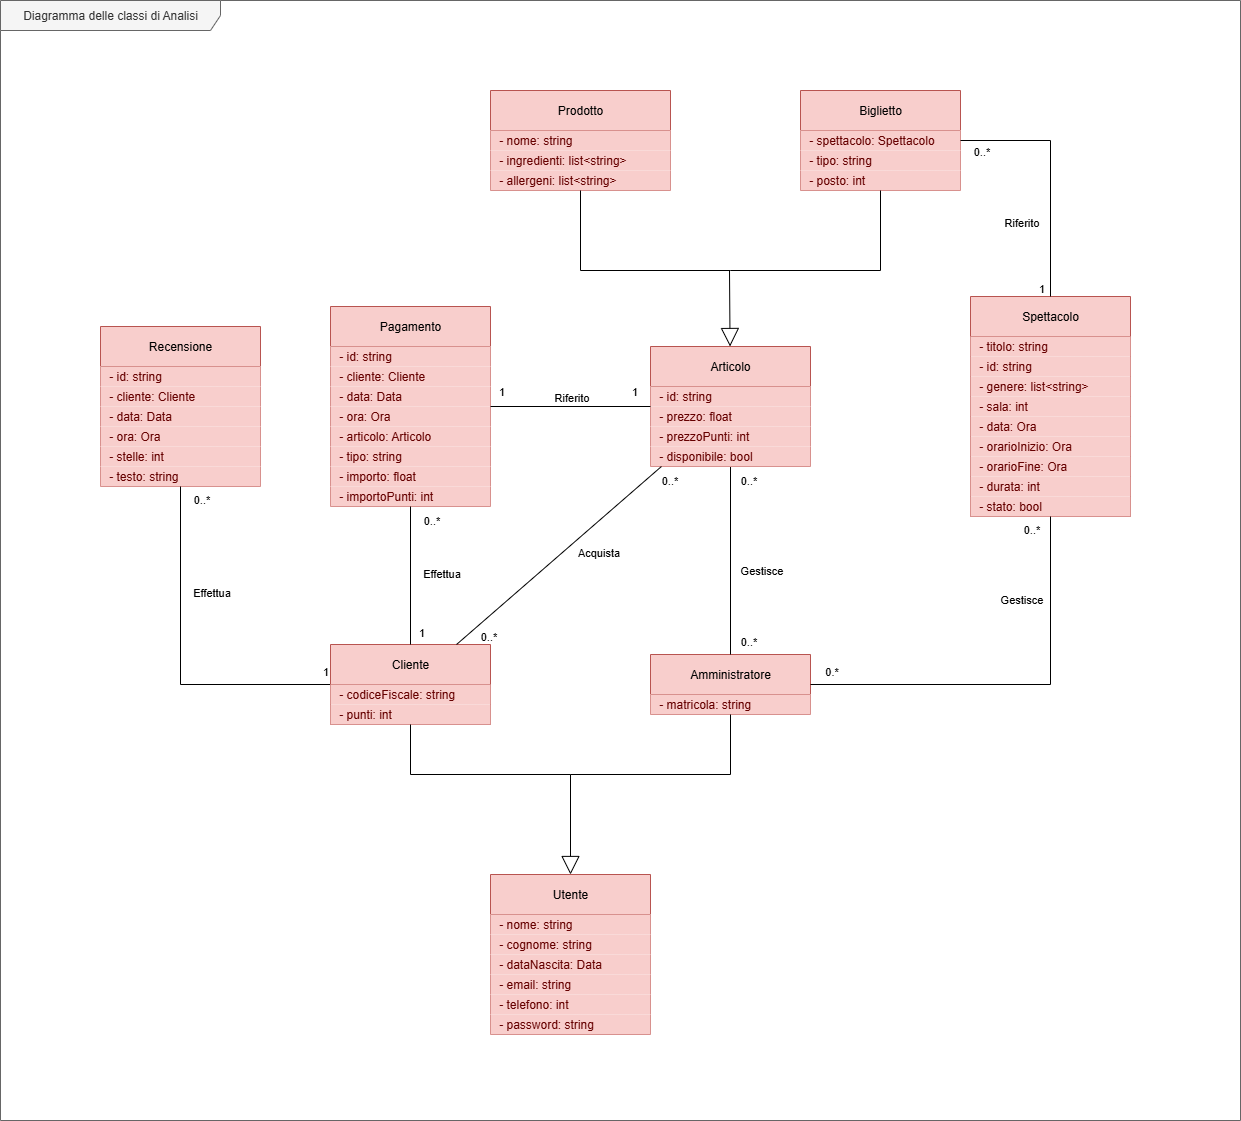 Diagramma delle classi di Analisi
Prodotto
- nome: string
- ingredienti: list<string>
- allergeni: list<string>
Biglietto
- spettacolo: Spettacolo
- tipo: string
- posto: int
0..*
Riferito
1
Recensione
- id: string
- cliente: Cliente
- data: Data
- ora: Ora
- stelle: int
- testo: string
0..*
Effettua
1
Pagamento
- id: string
- cliente: Cliente
- data: Data
- ora: Ora
- articolo: Articolo
- tipo: string
- importo: float
- importoPunti: int
1
Riferito
1
0..*
Effettua
1
Articolo
- id: string
- prezzo: float
- prezzoPunti: int
- disponibile: bool
0..*
Acquista
0..*
0..*
Gestisce
0..*
Spettacolo
- titolo: string
- id: string
- genere: list<string>
- sala: int
- data: Ora
- orarioInizio: Ora
- orarioFine: Ora
- durata: int
- stato: bool
0..*
Gestisce
0..*
Cliente
- codiceFiscale: string
- punti: int
Amministratore
- matricola: string
Utente
- nome: string
- cognome: string
- dataNascita: Data
- email: string
- telefono: int
- password: string